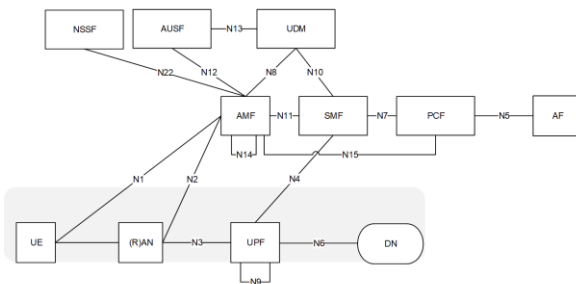 NSSF
AUSF
N13
UDM
N22
N12
N8
N10
AMF
N11
SMF
N7
PCF
N5
AF
N14
N15
N1
N2
N4
UE
(R)AN
N3
UPF
N6
DN
N9